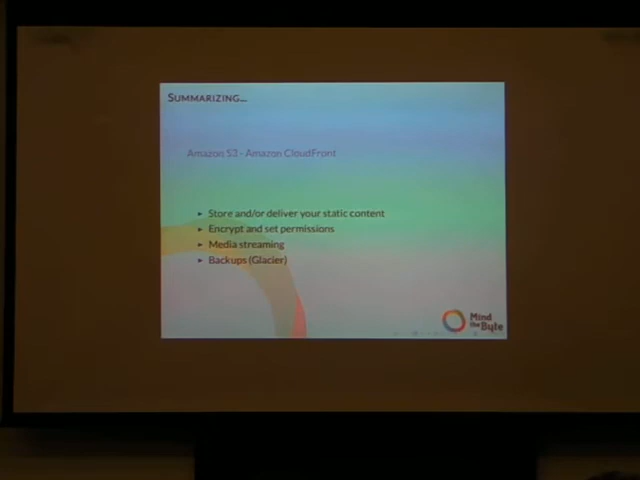 SUMMARIZING...
Amazon S3 - Amazon CloudFront
► Store and/or deliver your static content
► Encrypt and set permissions
► Media streaming
► Backups (Glacier)
Mind
the Byte